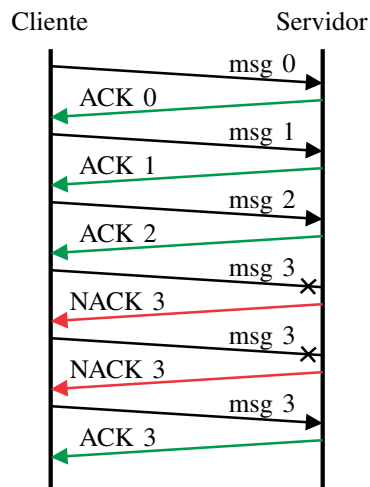 Cliente Servidor
msg 0
ACK 0
msg 1
ACK 1
msg 2
ACK 2
msg 3
NACK 3
msg 3
NACK 3
msg 3
ACK 3